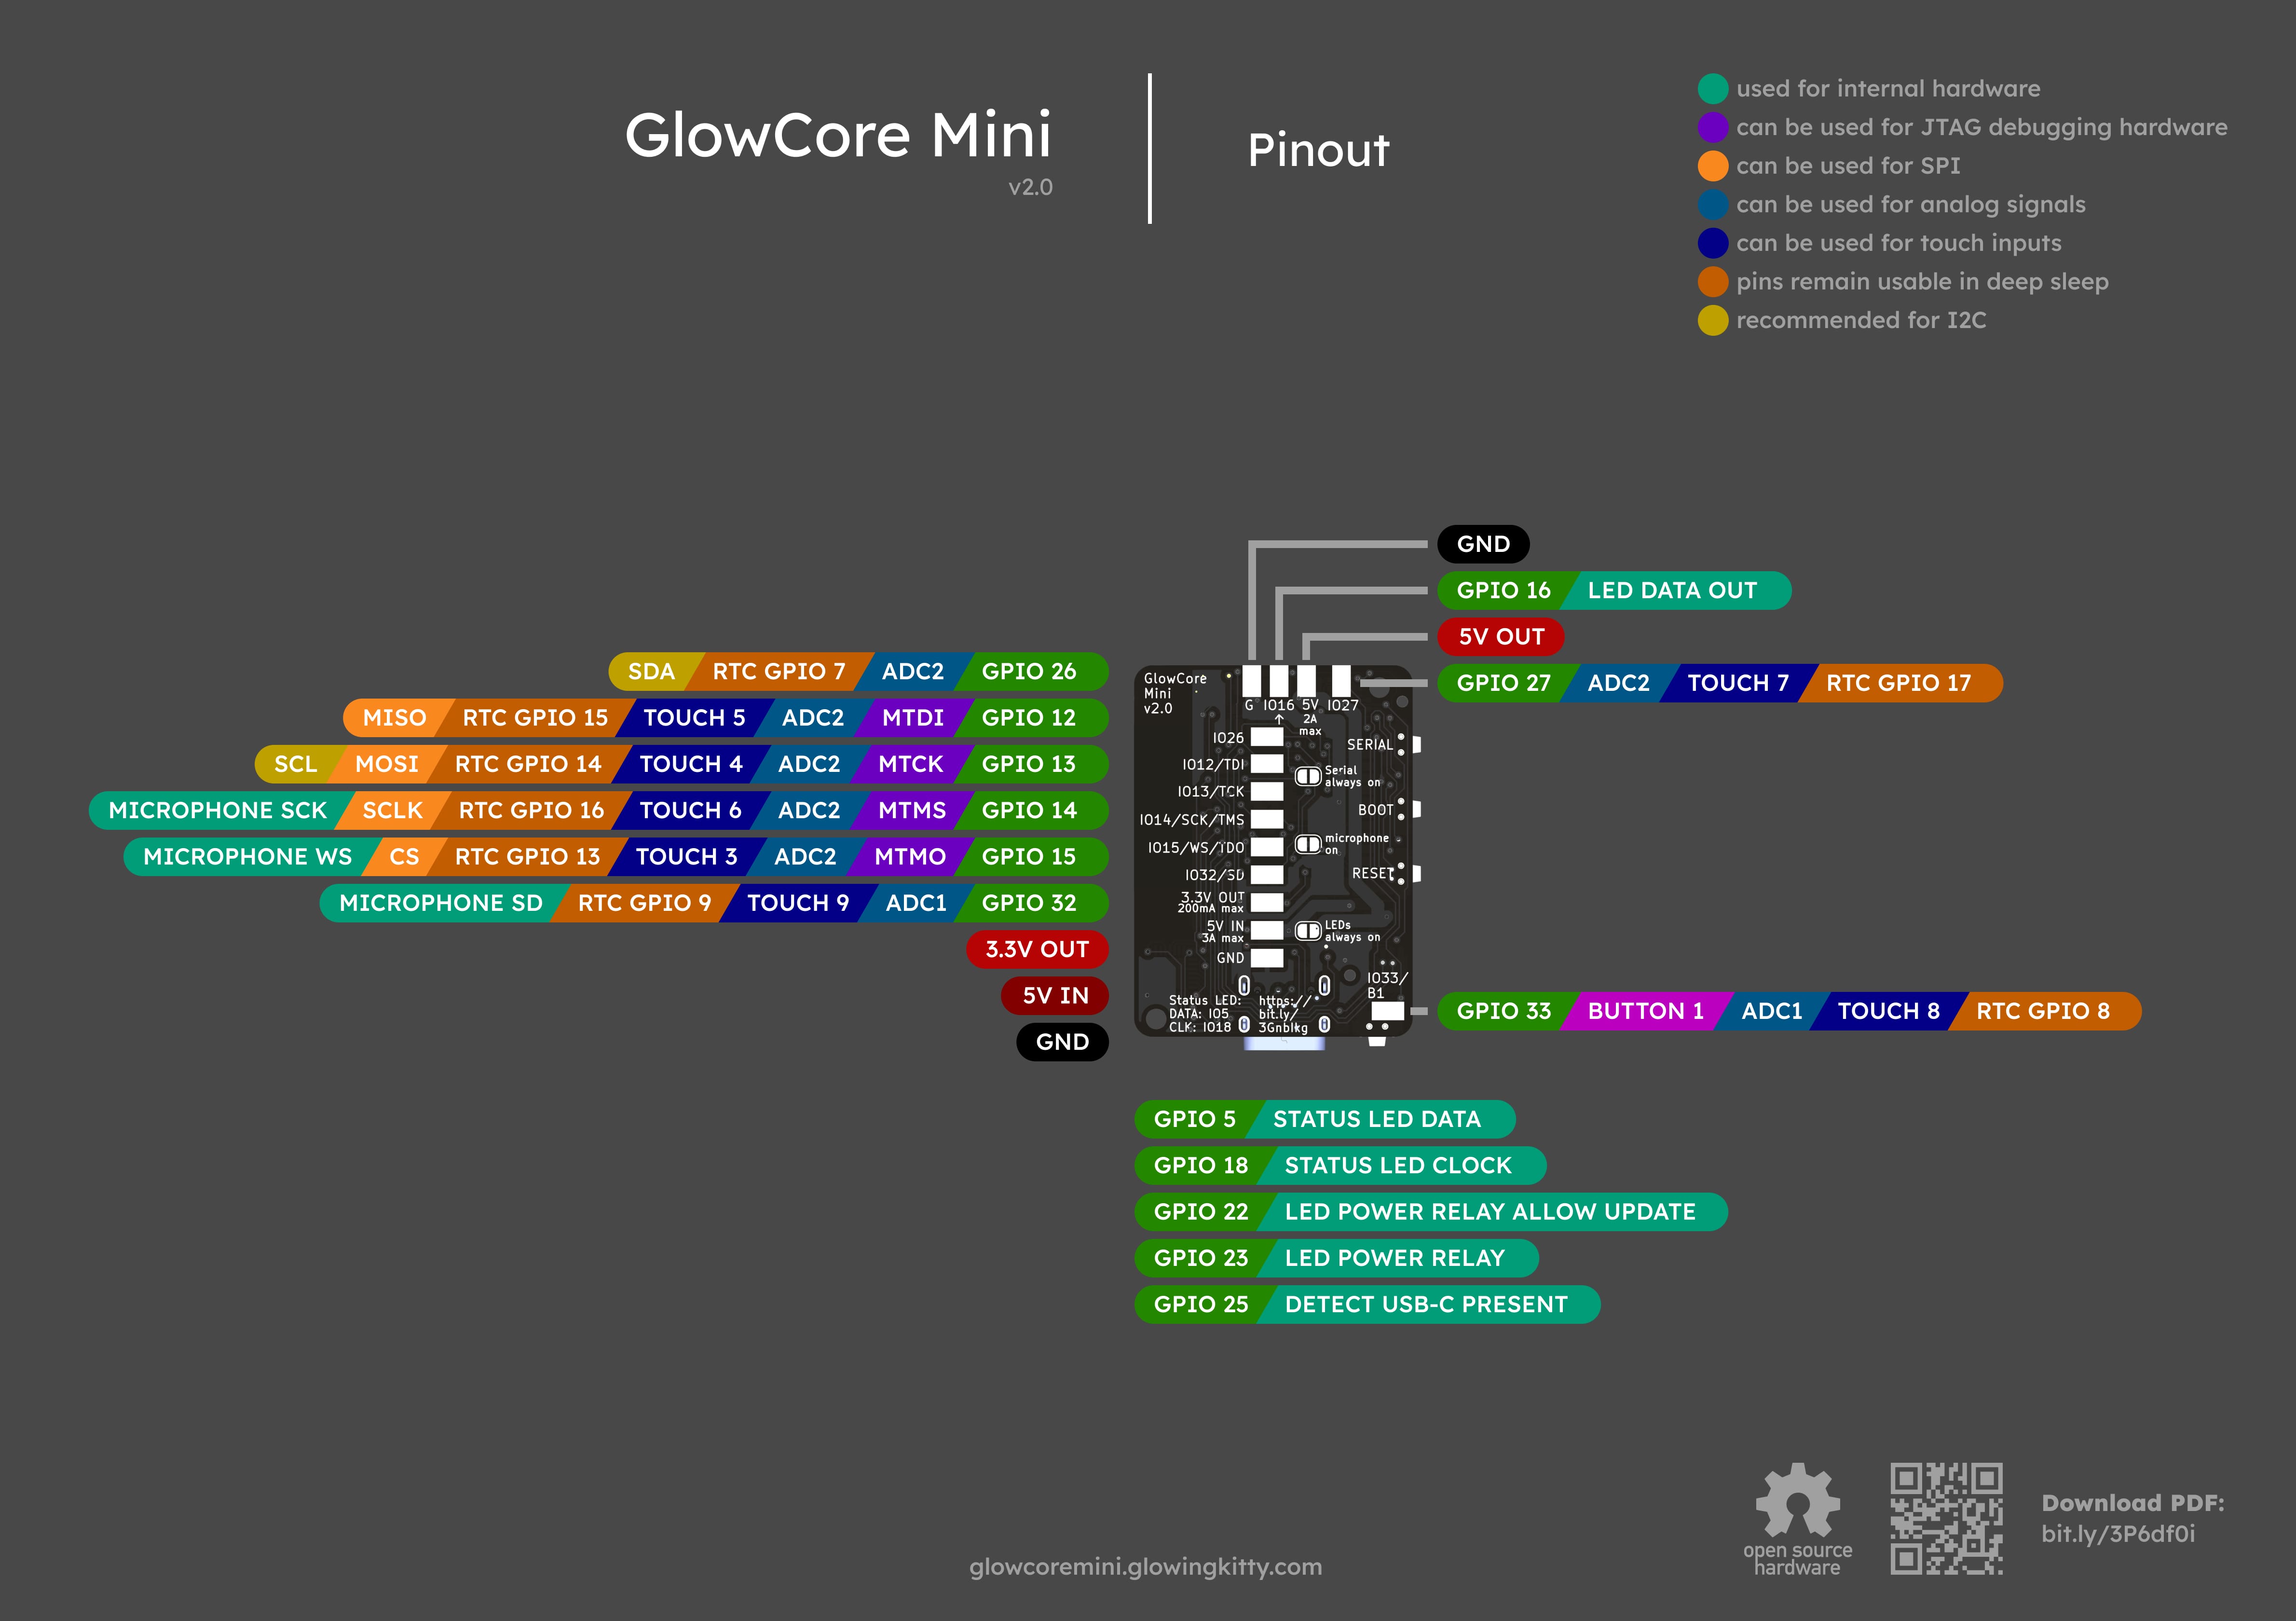 GlowCore Mini
v2.0
Pinout
used for internal hardware
can be used for JTAG debugging hardware
can be used for SPI
can be used for analog signals
can be used for touch inputs
pins remain usable in deep sleep
recommended for I2C
GND
GPIO 16 LED DATA OUT
5V OUT
GPIO 27 ADC2 TOUCH 7 RTC GPIO 17
SDA RTC GPIO 7 ADC2 GPIO 26
MISO RTC GPIO 15 TOUCH 5 ADC2 MTDI GPIO 12
SCL MOSI RTC GPIO 14 TOUCH 4 ADC2 MTCK GPIO 13
MICROPHONE SCK SCLK RTC GPIO 16 TOUCH 6 ADC2 MTMS GPIO 14
MICROPHONE WS CS RTC GPIO 13 TOUCH 3 ADC2 MTMO GPIO 15
MICROPHONE SD RTC GPIO 9 TOUCH 9 ADC1 GPIO 32
3.3V OUT
5V IN
GND
GlowCore
Mini
v2.0
G IO16 5V IO27
↑ 2A
max
IO26
IO12/TDI
IO13/TCK
IO14/SCK/TMS
IO15/WS/TDO
IO32/SD
3.3V OUT
200mA max
5V IN
3A max
GND
SERIAL
Serial
always on
BOOT
microphone
on
RESET
LEDs
always on
IO33/
B1
Status LED:
DATA: IO5
CLK: IO18
https://
bit.ly/
3Gnblkg
GPIO 33 BUTTON 1 ADC1 TOUCH 8 RTC GPIO 8
GPIO 5 STATUS LED DATA
GPIO 18 STATUS LED CLOCK
GPIO 22 LED POWER RELAY ALLOW UPDATE
GPIO 23 LED POWER RELAY
GPIO 25 DETECT USB-C PRESENT
glowcoremini.glowingkitty.com
open source
hardware
Download PDF:
bit.ly/3P6df0i